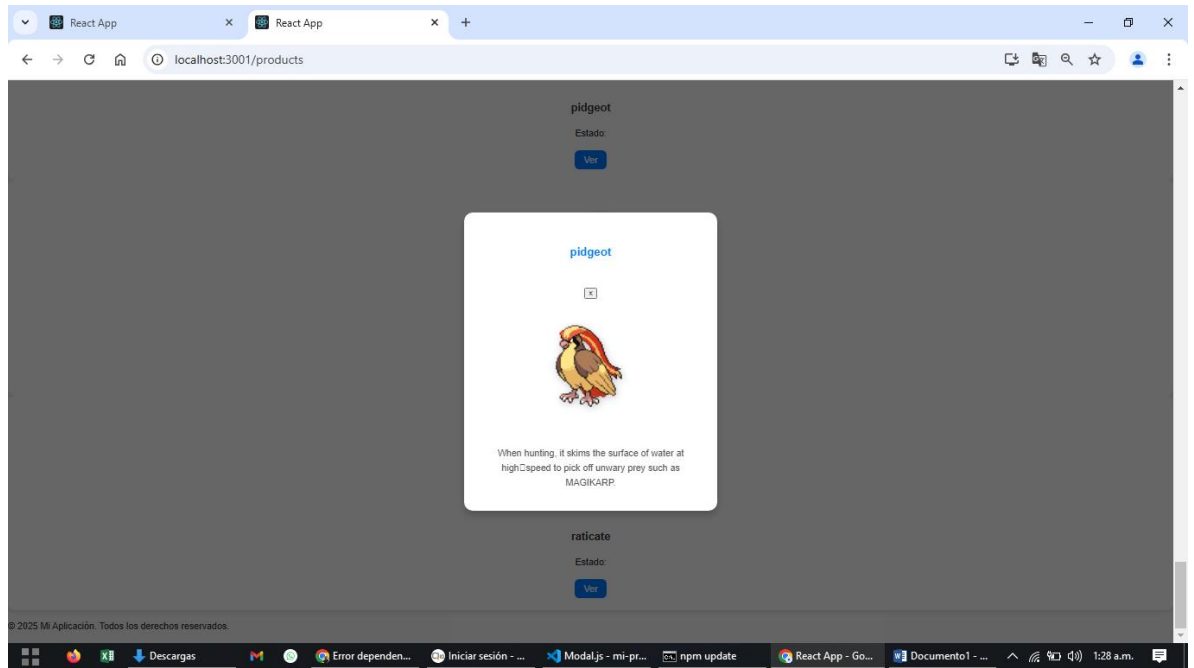 React App
React App
localhost:3001/products
pidgeot
Estado:
Ver
pidgeot
x
When hunting, it skims the surface of water at
high□speed to pick off unwary prey such as
MAGIKARP.
raticate
Estado:
Ver
© 2025 Mi Aplicación. Todos los derechos reservados.
Descargas
Error dependen...
Iniciar sesión - ...
Modal.js - mi-pr...
npm update
React App - Go...
Documento1 - ...
1:28 a.m.